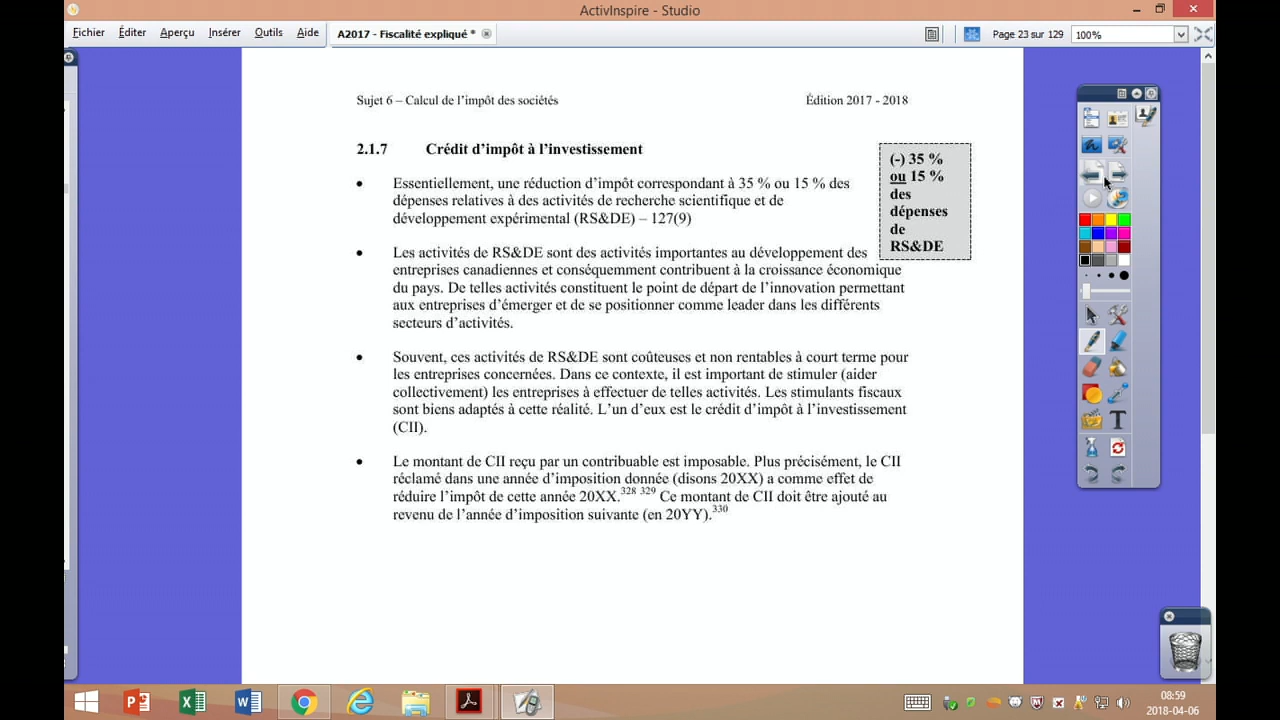 ActivInspire - Studio
Fichier Éditer Aperçu Insérer Outils Aide A2017 - Fiscalité expliqué * Page 23 sur 129 100%
Sujet 6 – Calcul de l’impôt des sociétés Édition 2017 - 2018
2.1.7 Crédit d’impôt à l’investissement
(-) 35 %
ou 15 %
des
dépenses
de
RS&DE
• Essentiellement, une réduction d’impôt correspondant à 35 % ou 15 % des
dépenses relatives à des activités de recherche scientifique et de
développement expérimental (RS&DE) – 127(9)
• Les activités de RS&DE sont des activités importantes au développement des
entreprises canadiennes et conséquemment contribuent à la croissance économique
du pays. De telles activités constituent le point de départ de l’innovation permettant
aux entreprises d’émerger et de se positionner comme leader dans les différents
secteurs d’activités.
• Souvent, ces activités de RS&DE sont coûteuses et non rentables à court terme pour
les entreprises concernées. Dans ce contexte, il est important de stimuler (aider
collectivement) les entreprises à effectuer de telles activités. Les stimulants fiscaux
sont biens adaptés à cette réalité. L’un d’eux est le crédit d’impôt à l’investissement
(CII).
• Le montant de CII reçu par un contribuable est imposable. Plus précisément, le CII
réclamé dans une année d’imposition donnée (disons 20XX) a comme effet de
réduire l’impôt de cette année 20XX.328 329 Ce montant de CII doit être ajouté au
revenu de l’année d’imposition suivante (en 20YY).330
08:59
2018-04-06